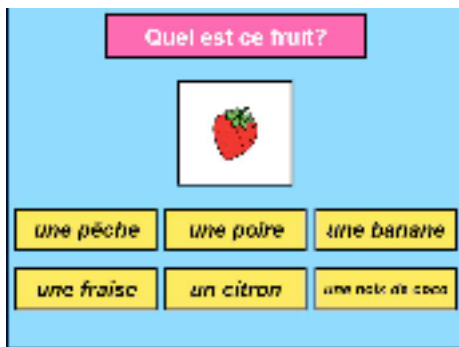 Quel est ce fruit?
une pêche
une poire
une banane
une fraise
un citron
une noix de coco